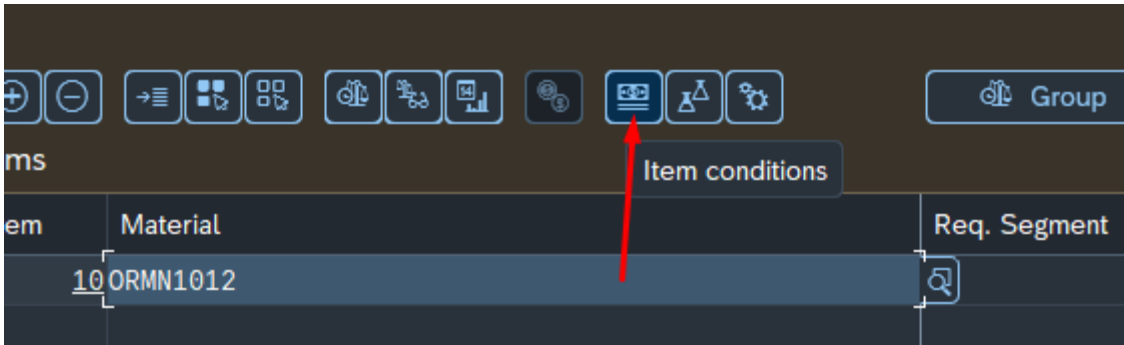 Group
ms
Item conditions
em
Material
Req. Segment
10
ORMN1012